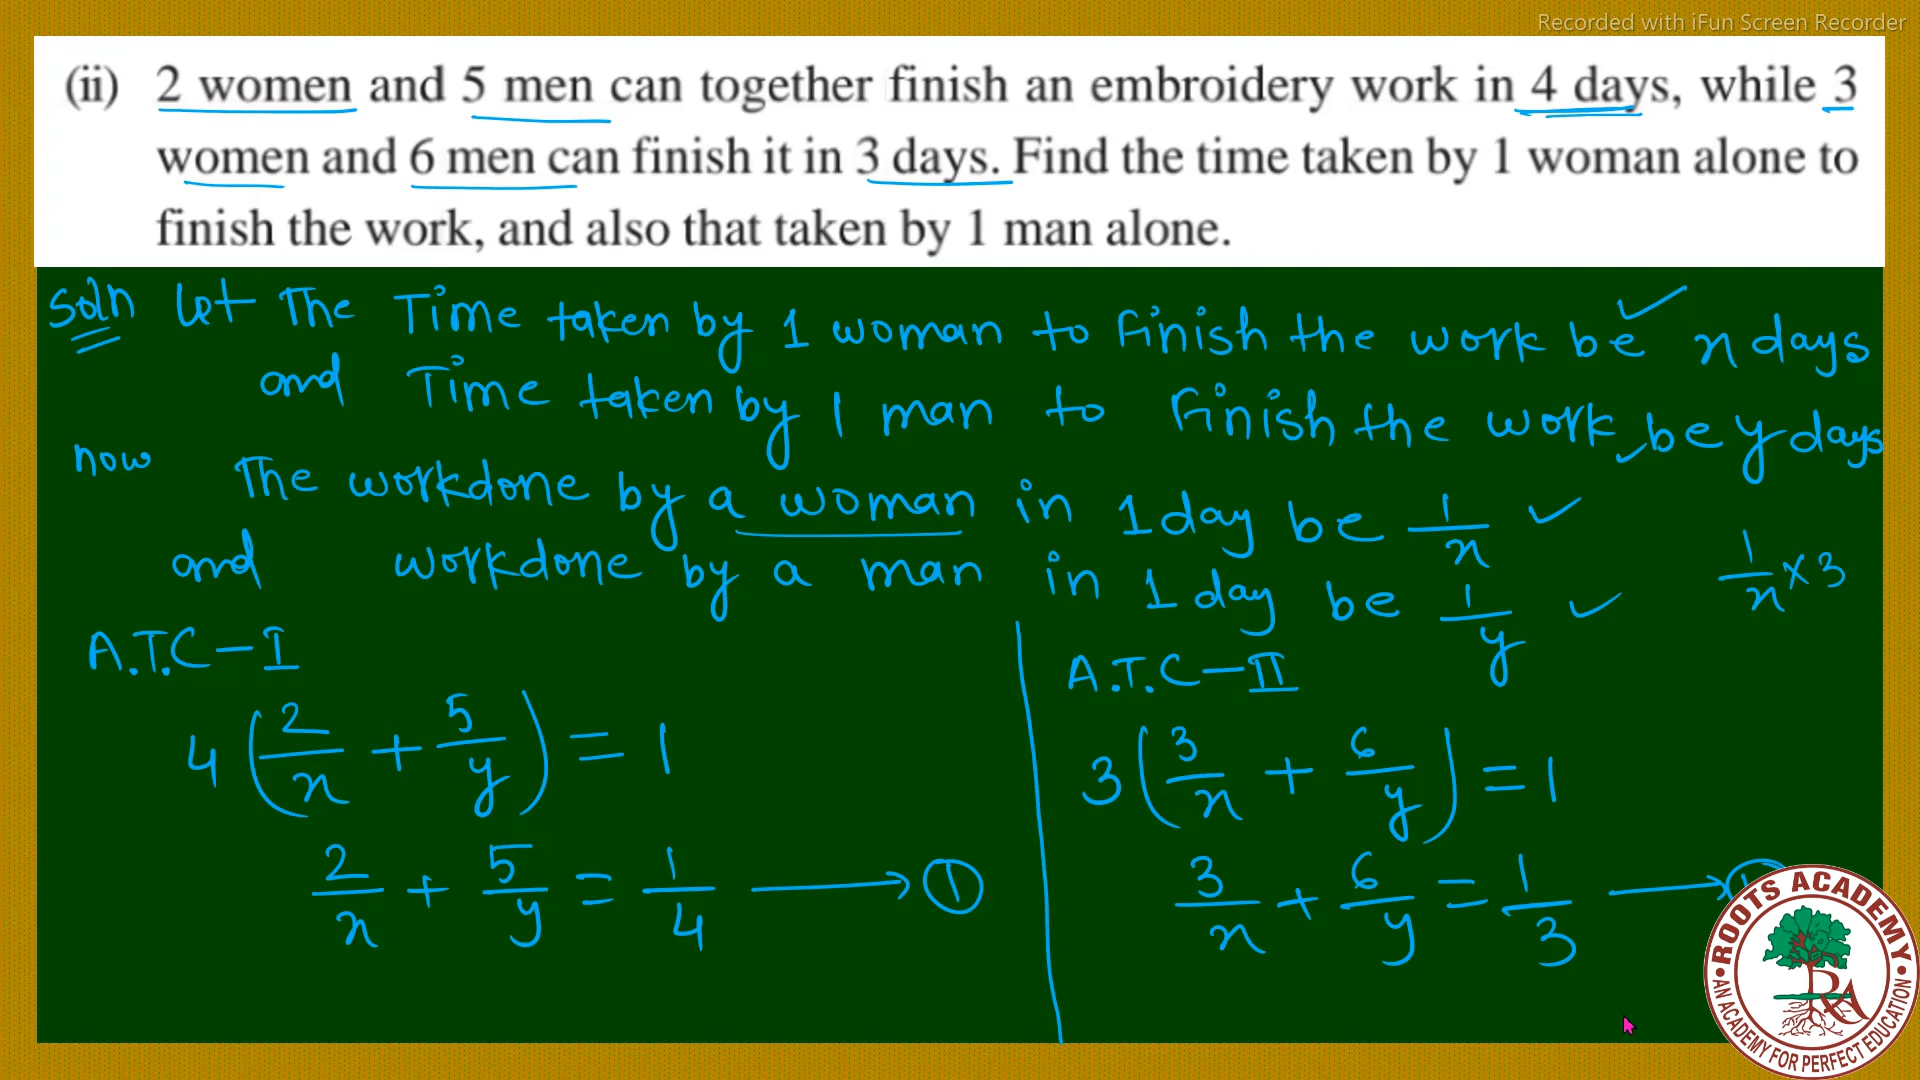 Recorded with iFun Screen Recorder
(ii) 2 women and 5 men can together finish an embroidery work in 4 days, while 3
women and 6 men can finish it in 3 days. Find the time taken by 1 woman alone to
finish the work, and also that taken by 1 man alone.
Soln Let The Time taken by 1 woman to Finish the work be x days
and Time taken by 1 man to Finish the work be y days
now The workdone by a woman in 1 day be 1/x
and workdone by a man in 1 day be 1/y
1/x × 3
A.T.C - I
4 (2/x + 5/y) = 1
2/x + 5/y = 1/4 → ①
A.T.C - II
3 (3/x + 6/y) = 1
3/x + 6/y = 1/3 →
ROOTS ACADEMY
RA
AN ACADEMY FOR PERFECT EDUCATION